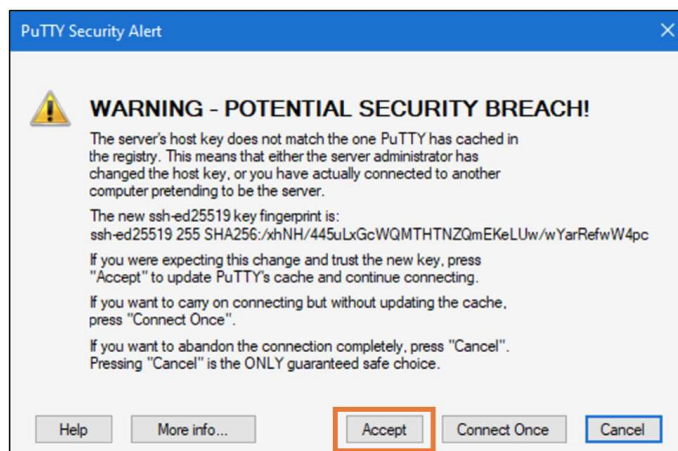 PuTTY Security Alert
WARNING - POTENTIAL SECURITY BREACH!
The server's host key does not match the one PuTTY has cached in
the registry. This means that either the server administrator has
changed the host key, or you have actually connected to another
computer pretending to be the server.
The new ssh-ed25519 key fingerprint is:
ssh-ed25519 255 SHA256:/xhNH/445uLxGcWQMTHTNZQmEKeLUw/wYarRefwW4pc
If you were expecting this change and trust the new key, press
"Accept" to update PuTTY's cache and continue connecting.
If you want to carry on connecting but without updating the cache,
press "Connect Once".
If you want to abandon the connection completely, press "Cancel".
Pressing "Cancel" is the ONLY guaranteed safe choice.
Help More info... Accept Connect Once Cancel